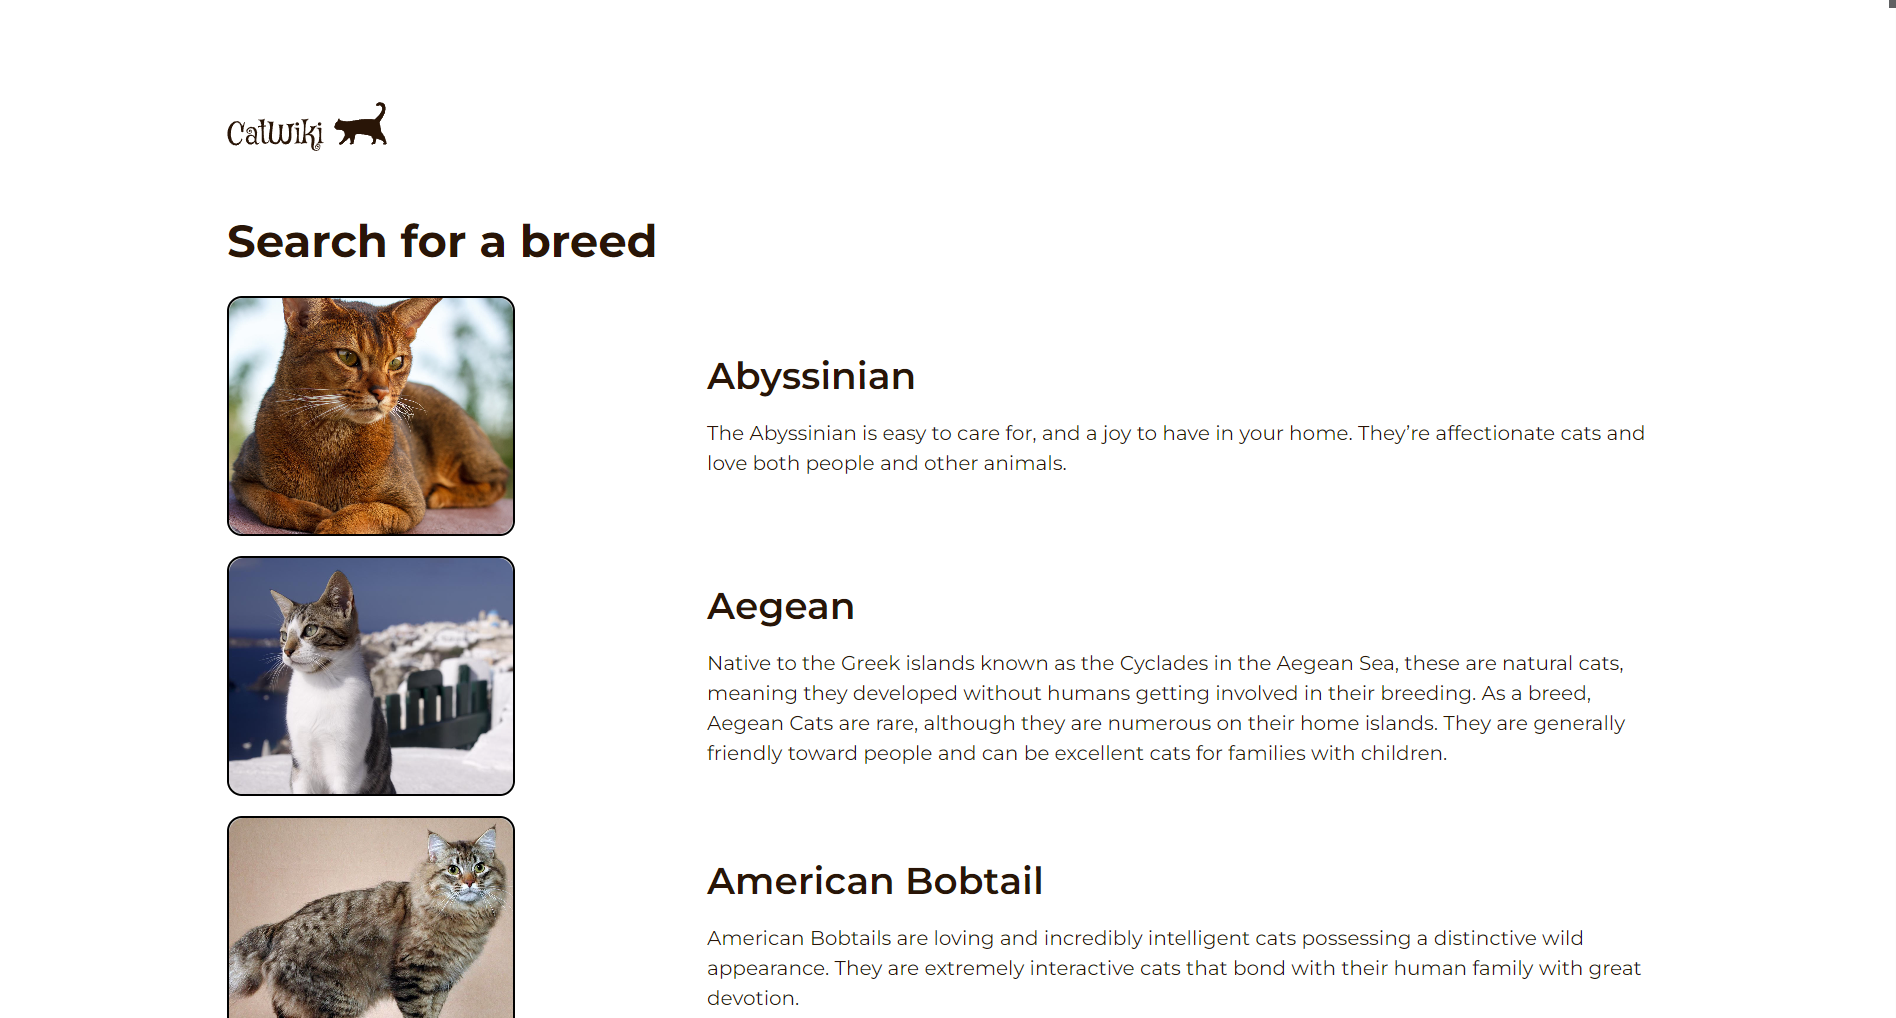 CatWiki
Search for a breed
Abyssinian
The Abyssinian is easy to care for, and a joy to have in your home. They’re affectionate cats and
love both people and other animals.
Aegean
Native to the Greek islands known as the Cyclades in the Aegean Sea, these are natural cats,
meaning they developed without humans getting involved in their breeding. As a breed,
Aegean Cats are rare, although they are numerous on their home islands. They are generally
friendly toward people and can be excellent cats for families with children.
American Bobtail
American Bobtails are loving and incredibly intelligent cats possessing a distinctive wild
appearance. They are extremely interactive cats that bond with their human family with great
devotion.